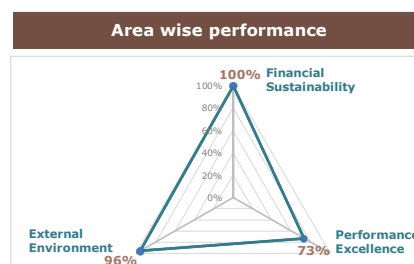 Area wise performance
100%
Financial
Sustainability
100%
80%
60%
40%
20%
0%
External
Environment
96%
Performance
Excellence
73%